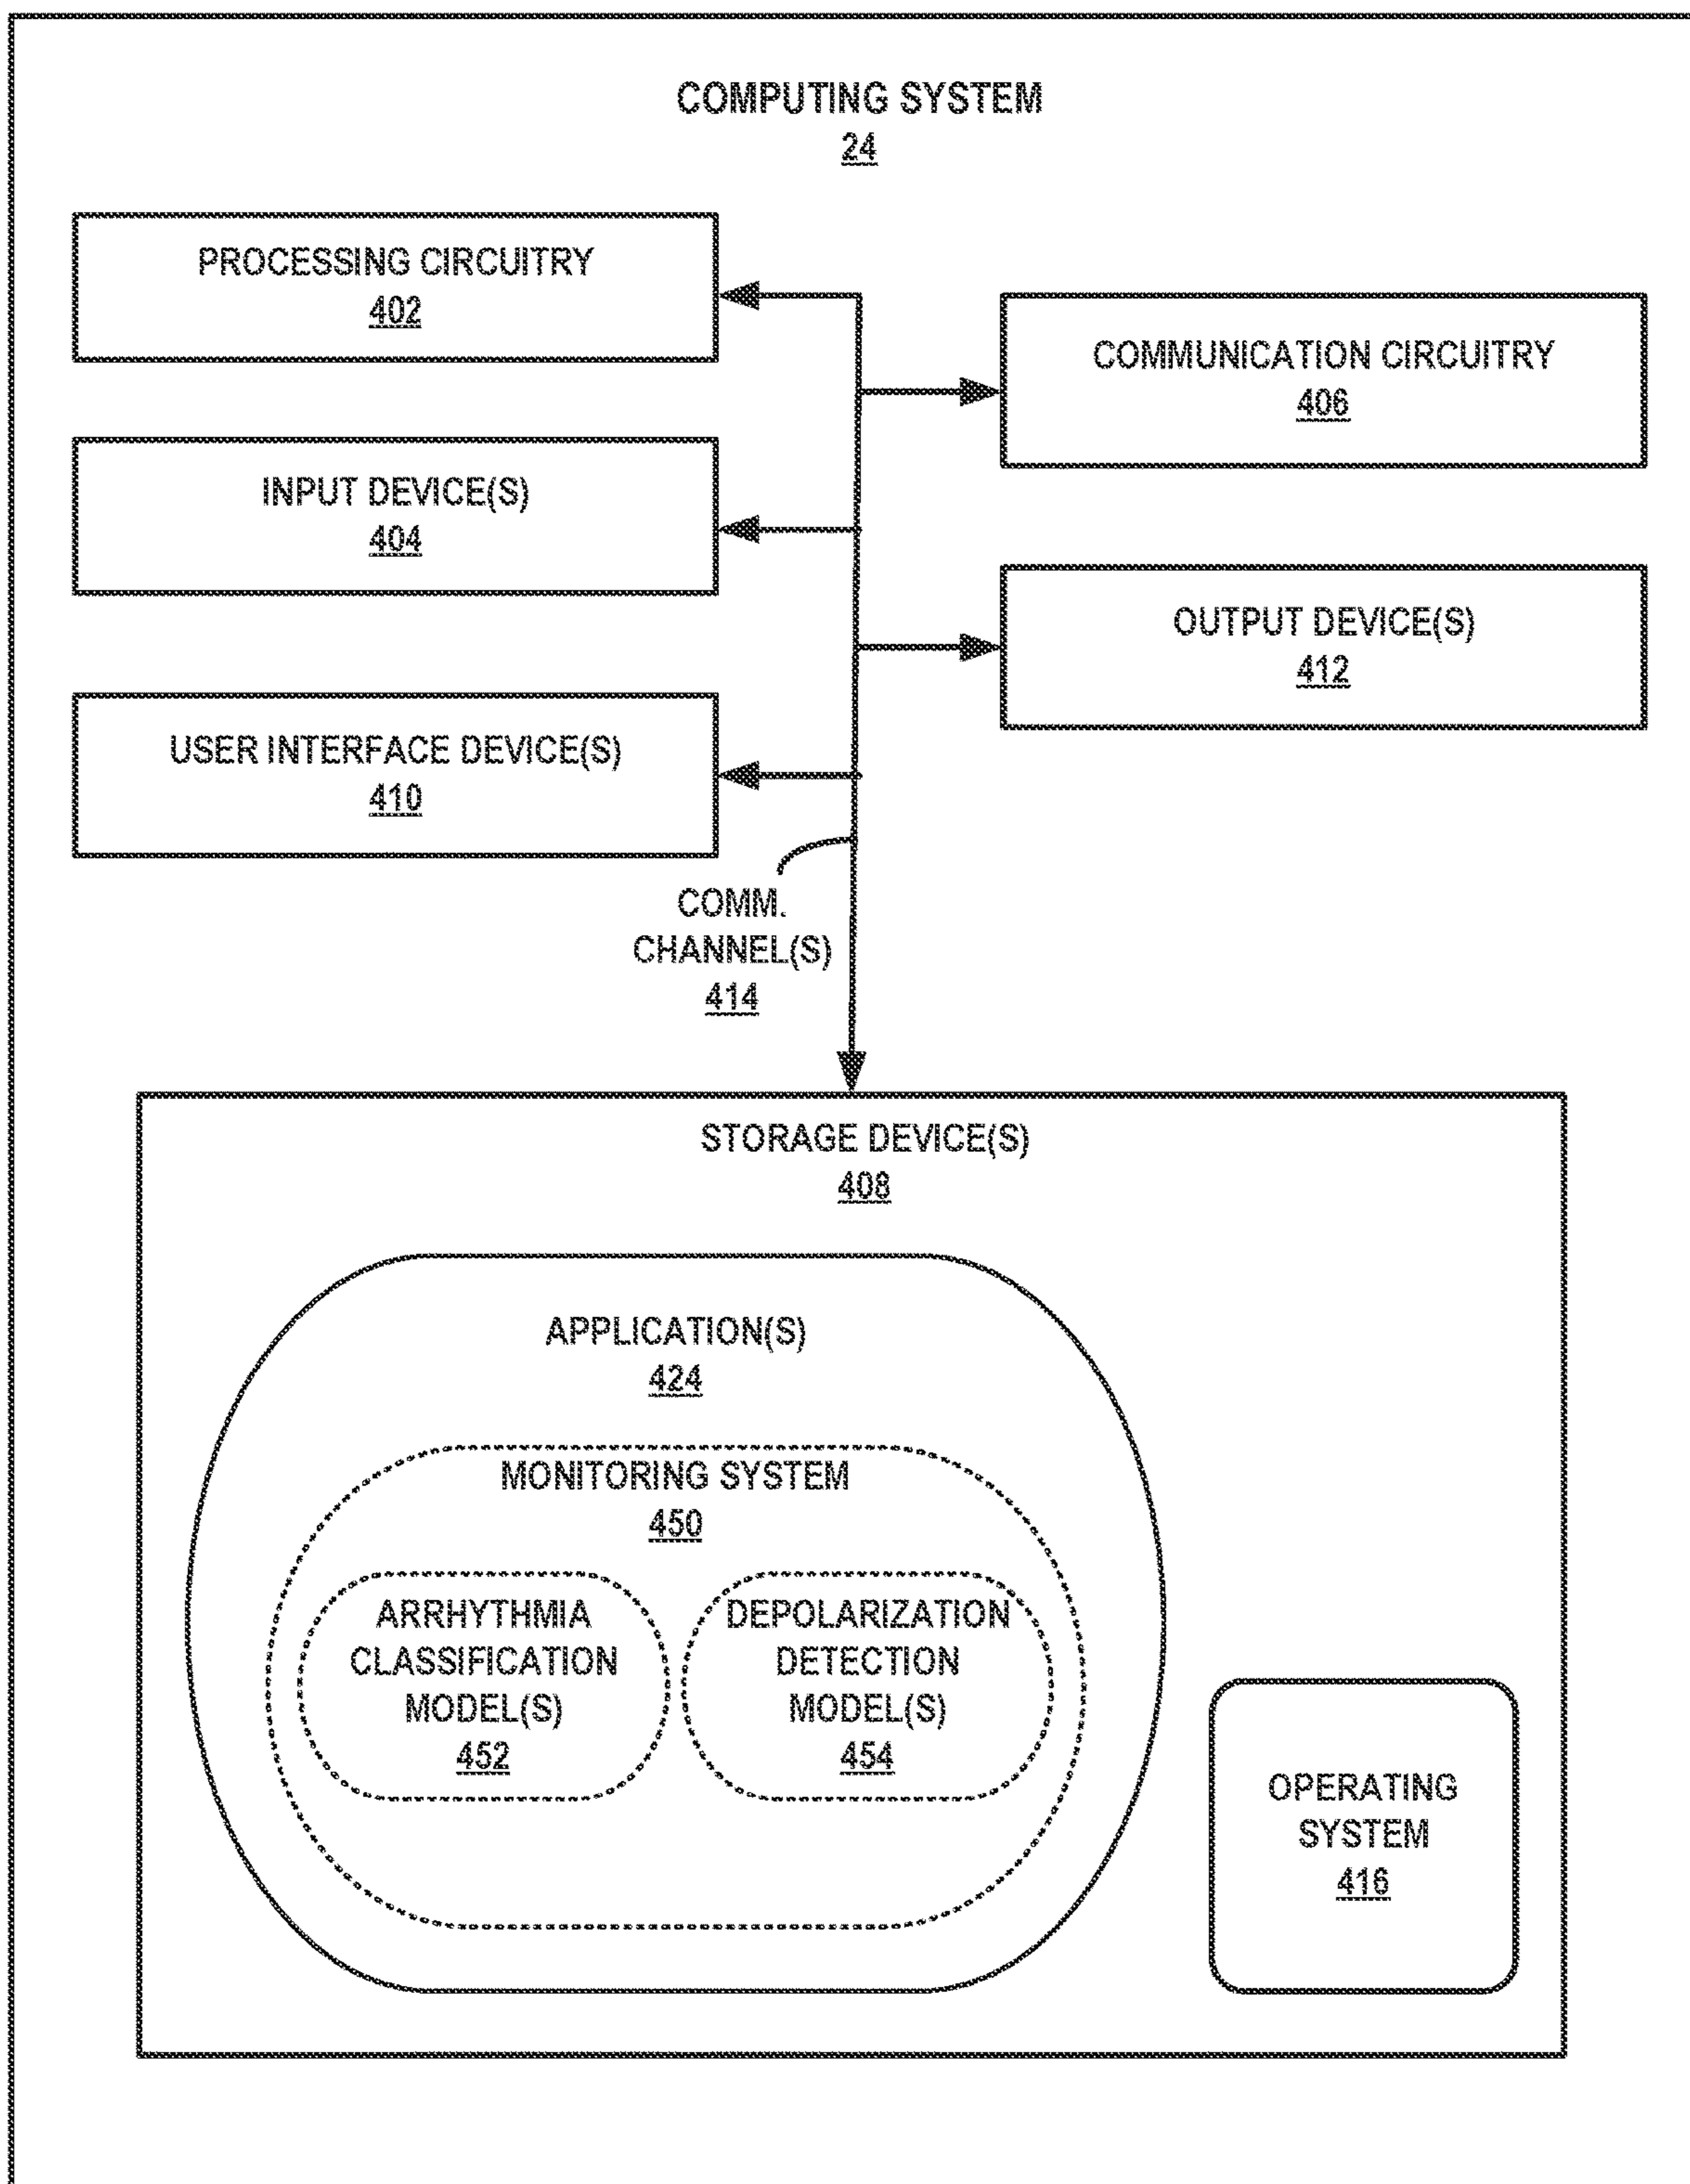 COMPUTING SYSTEM
24
PROCESSING CIRCUITRY
402
COMMUNICATION CIRCUITRY
406
INPUT DEVICE(S)
404
OUTPUT DEVICE(S)
412
USER INTERFACE DEVICE(S)
410
COMM.
CHANNEL(S)
414
STORAGE DEVICE(S)
408
APPLICATION(S)
424
MONITORING SYSTEM
450
ARRHYTHMIA
CLASSIFICATION
MODEL(S)
452
DEPOLARIZATION
DETECTION
MODEL(S)
454
OPERATING
SYSTEM
416